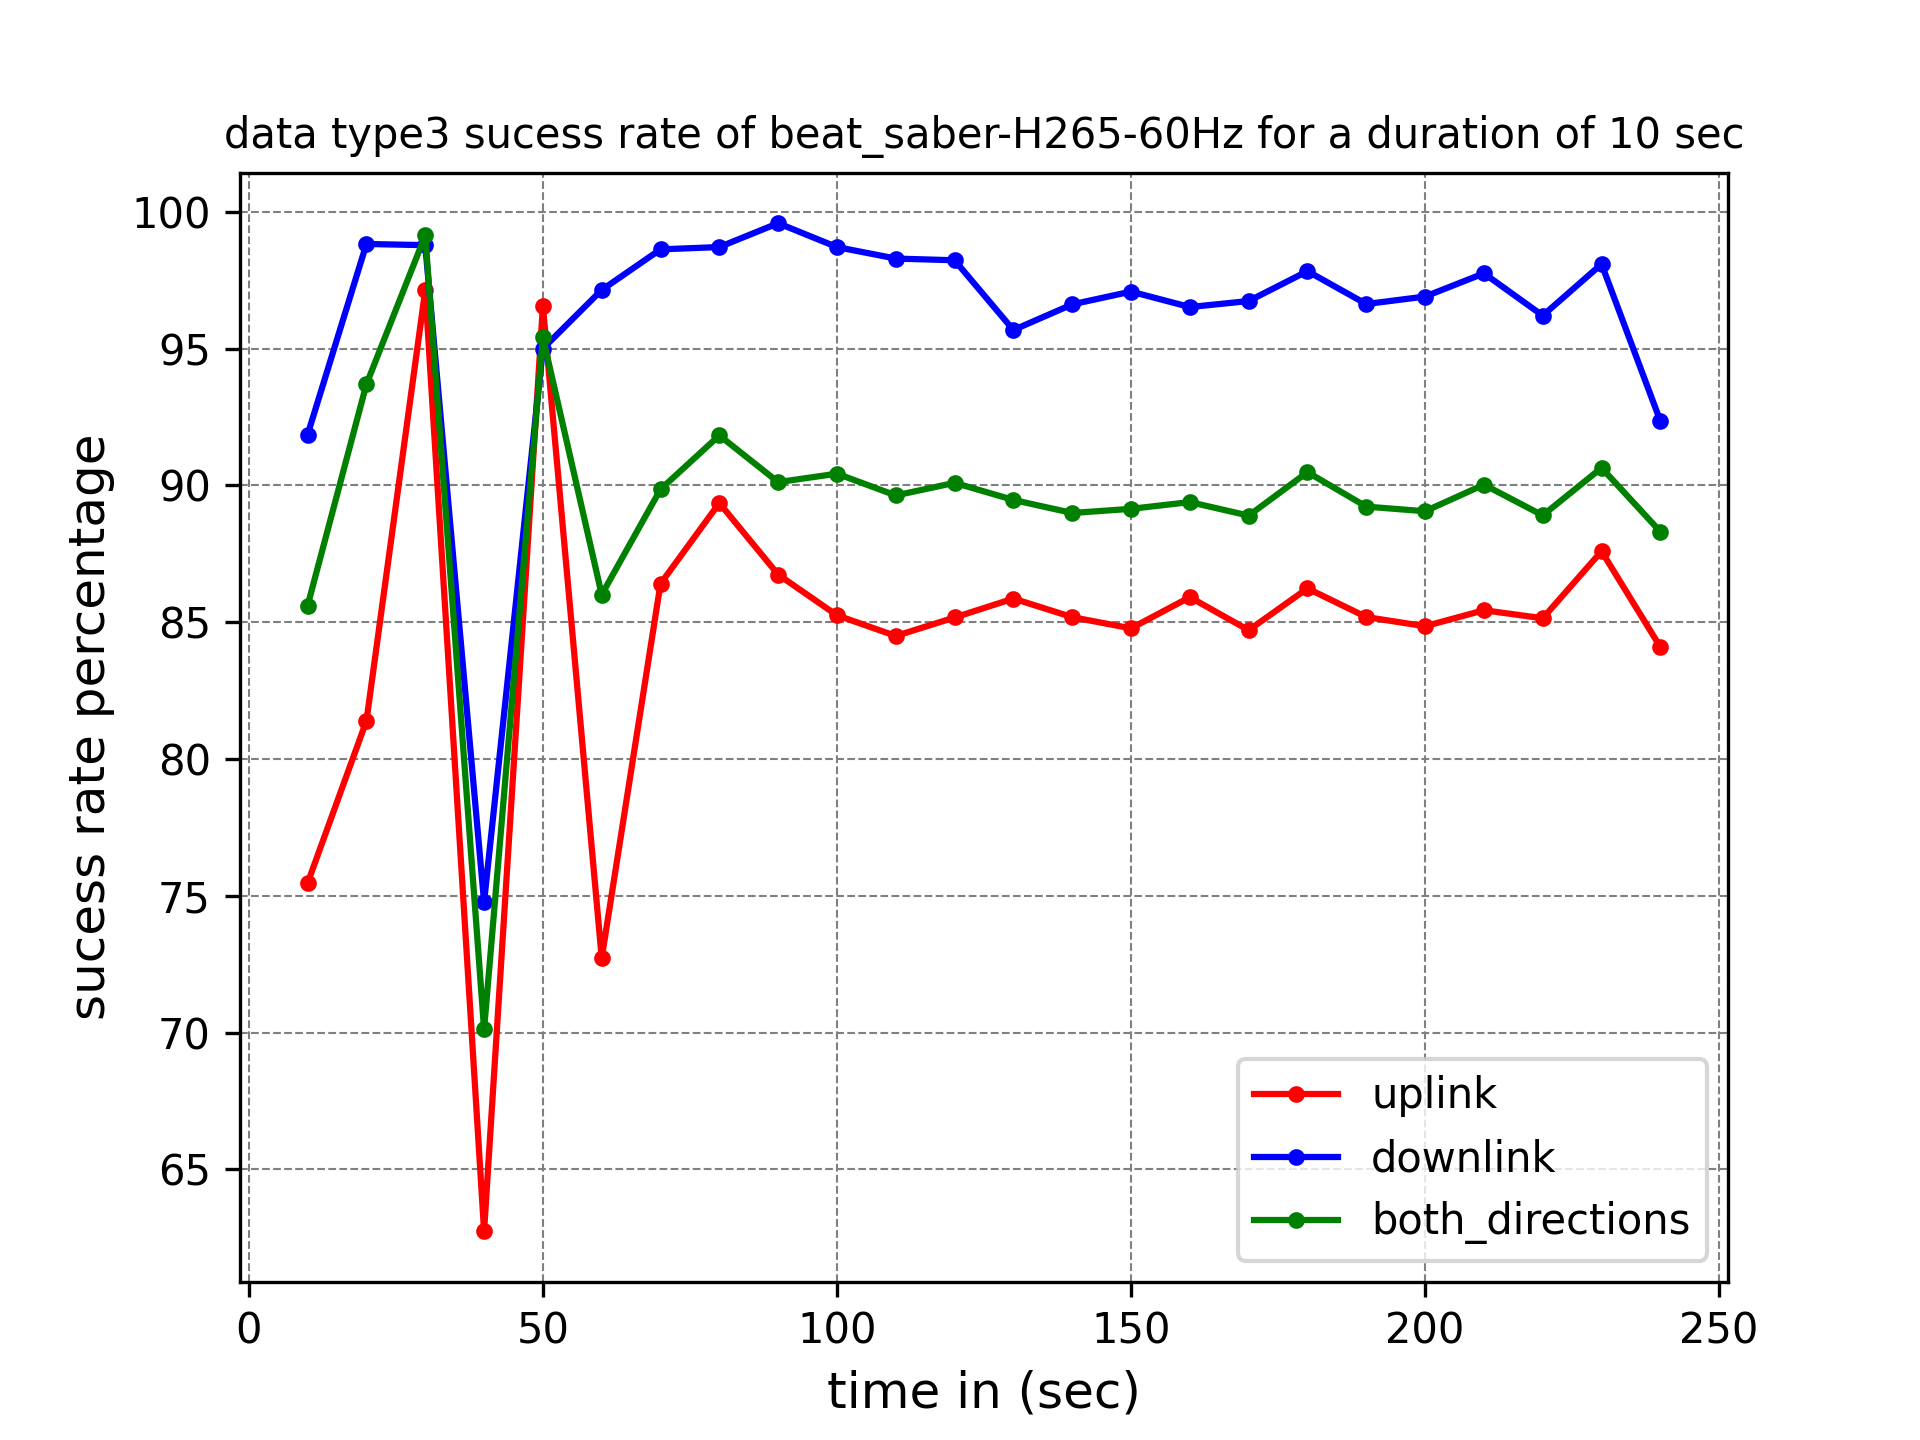 data type3 sucess rate of beat_saber-H265-60Hz for a duration of 10 sec
sucess rate percentage
100
95
90
85
80
75
70
65
0 50 100 150 200 250
time in (sec)
uplink
downlink
both_directions